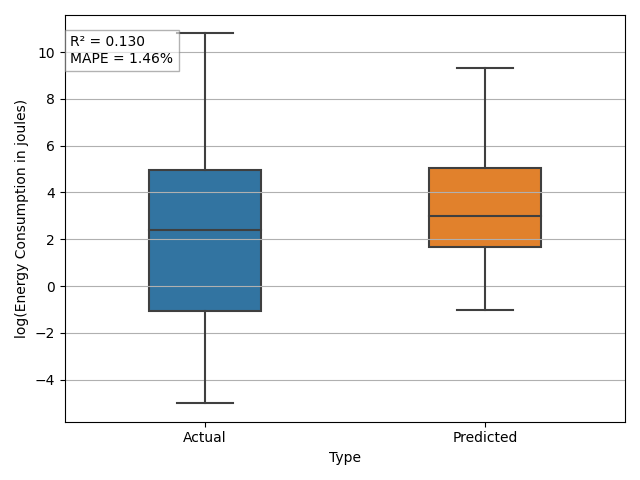 R² = 0.130
MAPE = 1.46%
10
8
6
4
2
0
−2
−4
log(Energy Consumption in joules)
Actual
Predicted
Type